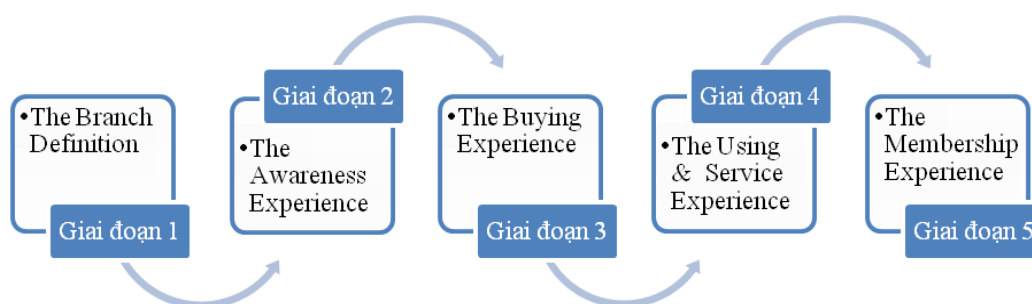 •The Branch
Definition
Giai đoạn 1
Giai đoạn 2
•The
Awareness
Experience
•The Buying
Experience
Giai đoạn 3
Giai đoạn 4
•The Using
& Service
Experience
•The
Membership
Experience
Giai đoạn 5